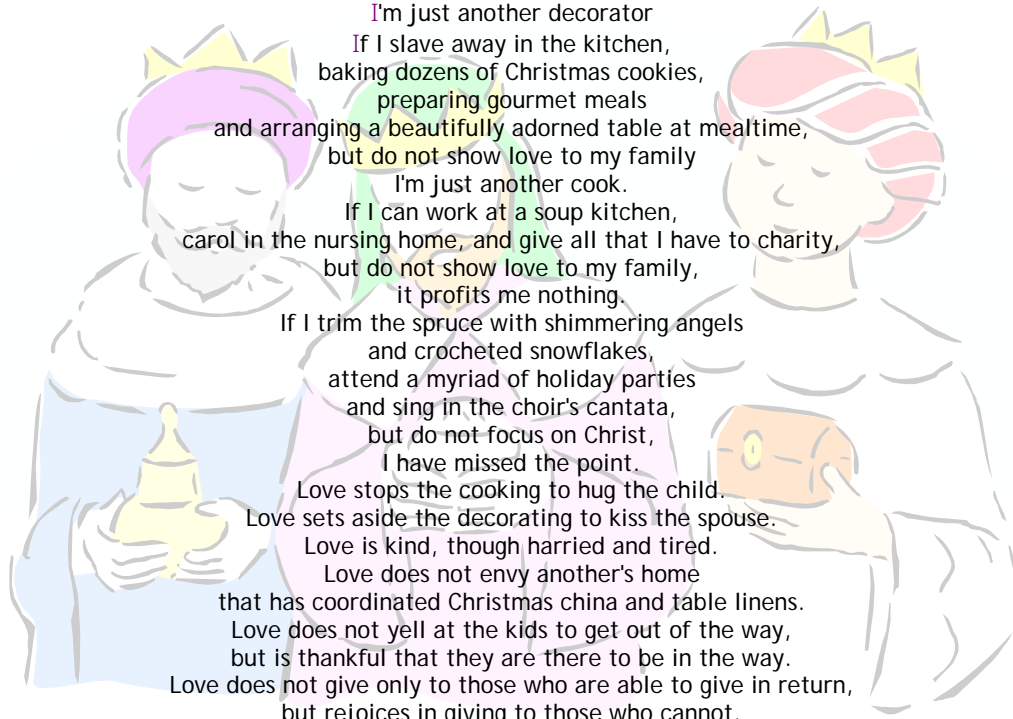 I'm just another decorator
If I slave away in the kitchen,
baking dozens of Christmas cookies,
preparing gourmet meals
and arranging a beautifully adorned table at mealtime,
but do not show love to my family
I'm just another cook.
If I can work at a soup kitchen,
carol in the nursing home, and give all that I have to charity,
but do not show love to my family,
it profits me nothing.
If I trim the spruce with shimmering angels
and crocheted snowflakes,
attend a myriad of holiday parties
and sing in the choir's cantata,
but do not focus on Christ,
I have missed the point.
Love stops the cooking to hug the child.
Love sets aside the decorating to kiss the spouse.
Love is kind, though harried and tired.
Love does not envy another's home
that has coordinated Christmas china and table linens.
Love does not yell at the kids to get out of the way,
but is thankful that they are there to be in the way.
Love does not give only to those who are able to give in return,
but rejoices in giving to those who cannot.